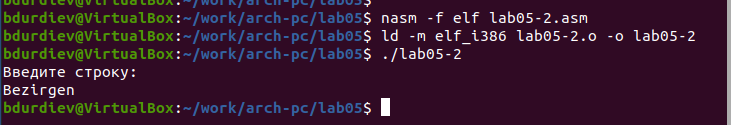 bdurdiev@VirtualBox:~/work/arch-pc/lab05$ nasm -f elf lab05-2.asm
bdurdiev@VirtualBox:~/work/arch-pc/lab05$ ld -m elf_i386 lab05-2.o -o lab05-2
bdurdiev@VirtualBox:~/work/arch-pc/lab05$ ./lab05-2
Введите строку:
Bezirgen
bdurdiev@VirtualBox:~/work/arch-pc/lab05$